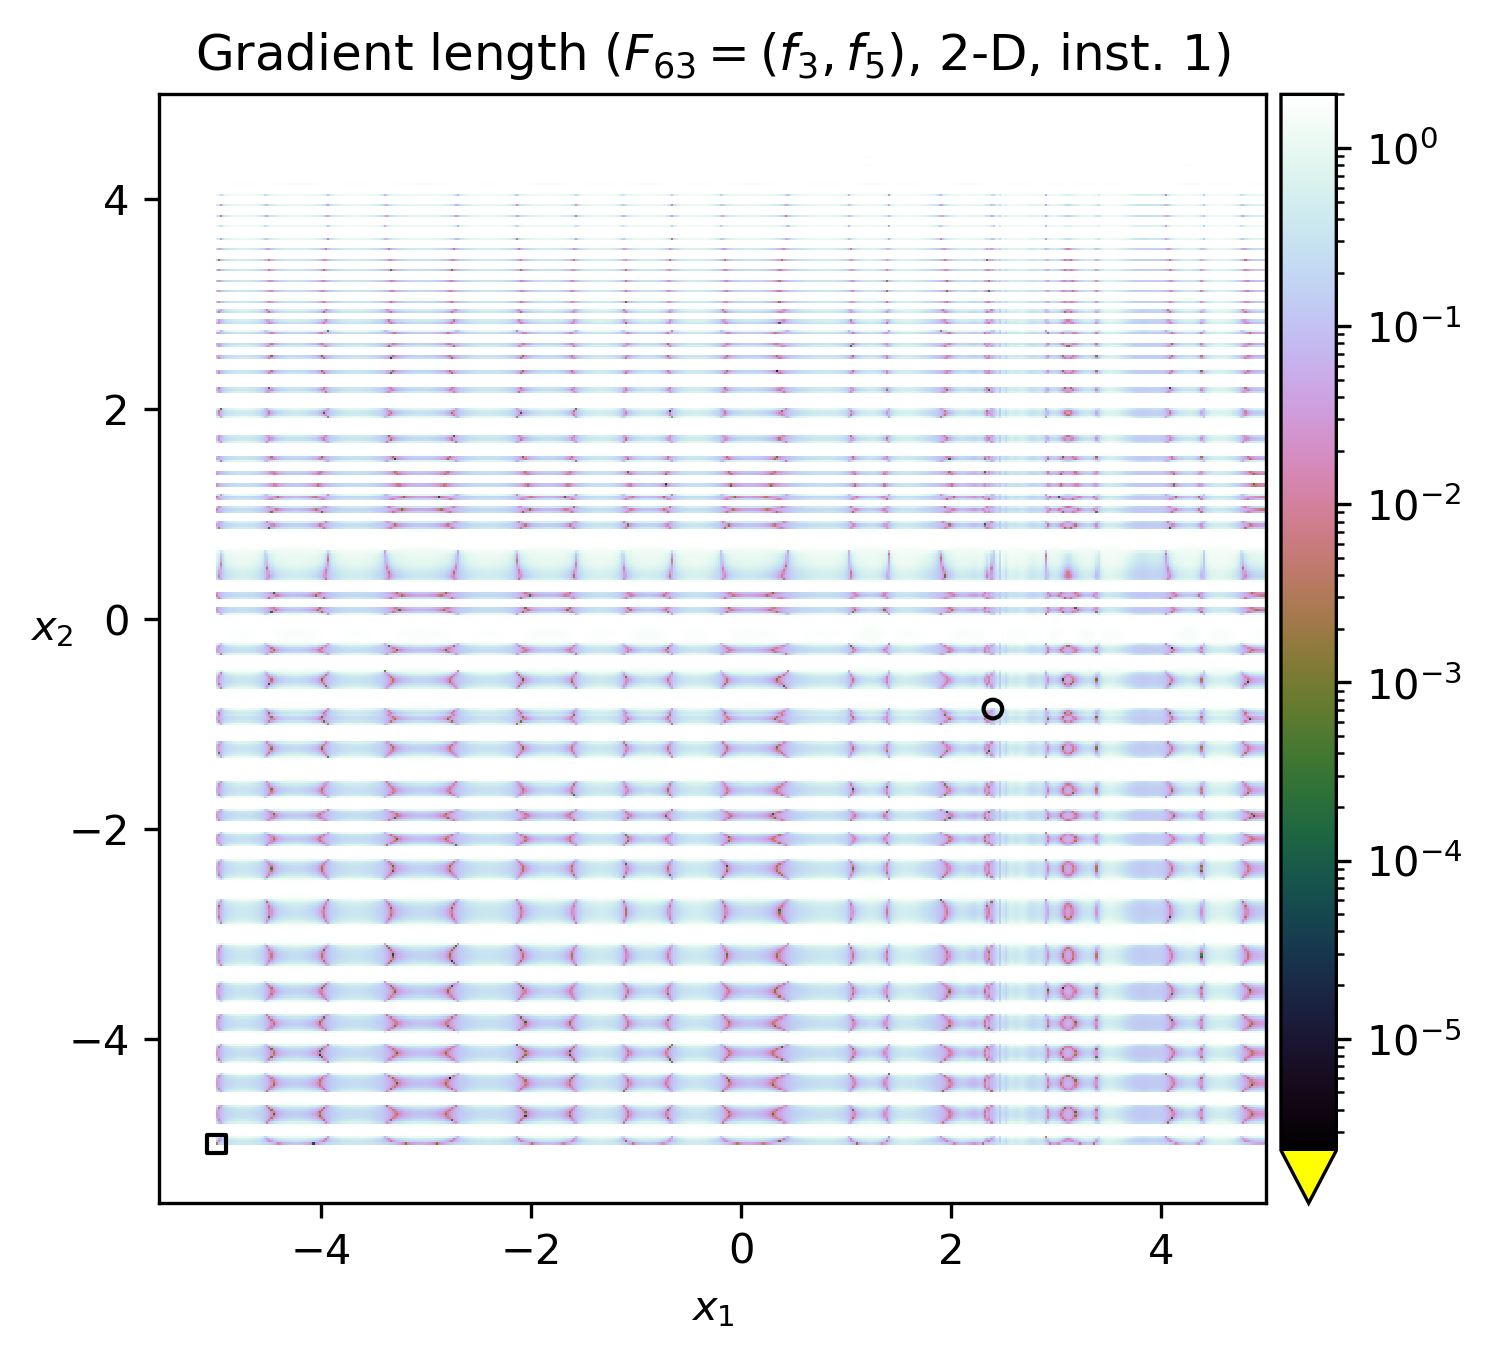 Gradient length (F₆₃ = (f₃, f₅), 2-D, inst. 1)
10⁰
10⁻¹
10⁻²
10⁻³
10⁻⁴
10⁻⁵
4
2
0
−2
−4
x₂
−4 −2 0 2 4
x₁